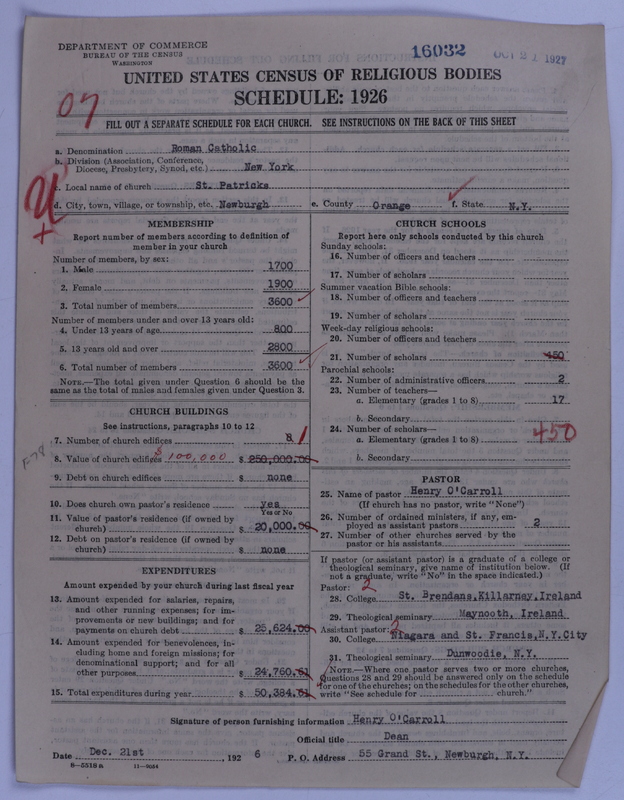 DEPARTMENT OF COMMERCE
BUREAU OF THE CENSUS
WASHINGTON
16032
OCT 21 1927
UNITED STATES CENSUS OF RELIGIOUS BODIES
SCHEDULE: 1926
07
FILL OUT A SEPARATE SCHEDULE FOR EACH CHURCH. SEE INSTRUCTIONS ON THE BACK OF THIS SHEET
a. Denomination Roman Catholic
b. Division (Association, Conference,
Diocese, Presbytery, Synod, etc.) New York
c. Local name of church St. Patricks
d. City, town, village, or township, etc. Newburgh e. County Orange f. State N.Y.
MEMBERSHIP
Report number of members according to definition of
member in your church
Number of members, by sex:
1. Male 1700
2. Female 1900
3. Total number of members 3600
Number of members under and over 13 years old:
4. Under 13 years of age 800
5. 13 years old and over 2800
6. Total number of members 3600
NOTE.—The total given under Question 6 should be the
same as the total of males and females given under Question 3.
CHURCH BUILDINGS
See instructions, paragraphs 10 to 12
7. Number of church edifices 8 1
8. Value of church edifices $100,000 $ 250,000.00
9. Debt on church edifices $ none
10. Does church own pastor's residence yes
Yes or No
11. Value of pastor's residence (if owned by
church) $ 20,000.00
12. Debt on pastor's residence (if owned by
church) $ none
EXPENDITURES
Amount expended by your church during last fiscal year
13. Amount expended for salaries, repairs,
and other running expenses; for im-
provements or new buildings; and for
payments on church debt $ 25,624.00
14. Amount expended for benevolences, in-
cluding home and foreign missions; for
denominational support; and for all
other purposes $ 24,760.61
15. Total expenditures during year $ 50,384.61
CHURCH SCHOOLS
Report here only schools conducted by this church
Sunday schools:
16. Number of officers and teachers
17. Number of scholars
Summer vacation Bible schools:
18. Number of officers and teachers
19. Number of scholars
Week-day religious schools:
20. Number of officers and teachers
21. Number of scholars 450
Parochial schools:
22. Number of administrative officers 2
23. Number of teachers—
a. Elementary (grades 1 to 8) 17
b. Secondary
24. Number of scholars—
a. Elementary (grades 1 to 8) 450
b. Secondary
PASTOR
25. Name of pastor Henry O'Carroll
(If church has no pastor, write "None")
26. Number of ordained ministers, if any, em-
ployed as assistant pastors 2
27. Number of other churches served by the
pastor or his assistants
If pastor (or assistant pastor) is a graduate of a college or
theological seminary, give name of institution below. (If
not a graduate, write "No" in the space indicated.)
Pastor: 2
28. College St. Brendans, Killarney, Ireland
29. Theological seminary Maynooth, Ireland
Assistant pastor: 2
30. College Niagara and St. Francis, N.Y. City
31. Theological seminary Dunwoodie, N.Y.
NOTE.—Where one pastor serves two or more churches,
Questions 28 and 29 should be answered only on the schedule
for one of the churches; on the schedules for the other churches,
write "See schedule for church."
Signature of person furnishing information Henry O'Carroll
Official title Dean
Date Dec. 21st, 192 6 P. O. Address 55 Grand St., Newburgh, N.Y.
8—5518 a 11—9034